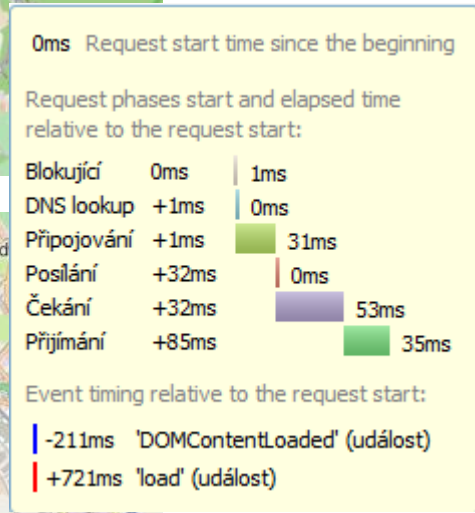 0ms Request start time since the beginning
Request phases start and elapsed time
relative to the request start:
Blokující 0ms 1ms
DNS lookup +1ms 0ms
Připojování +1ms 31ms
Posílání +32ms 0ms
Čekání +32ms 53ms
Přijímání +85ms 35ms
Event timing relative to the request start:
-211ms 'DOMContentLoaded' (událost)
+721ms 'load' (událost)